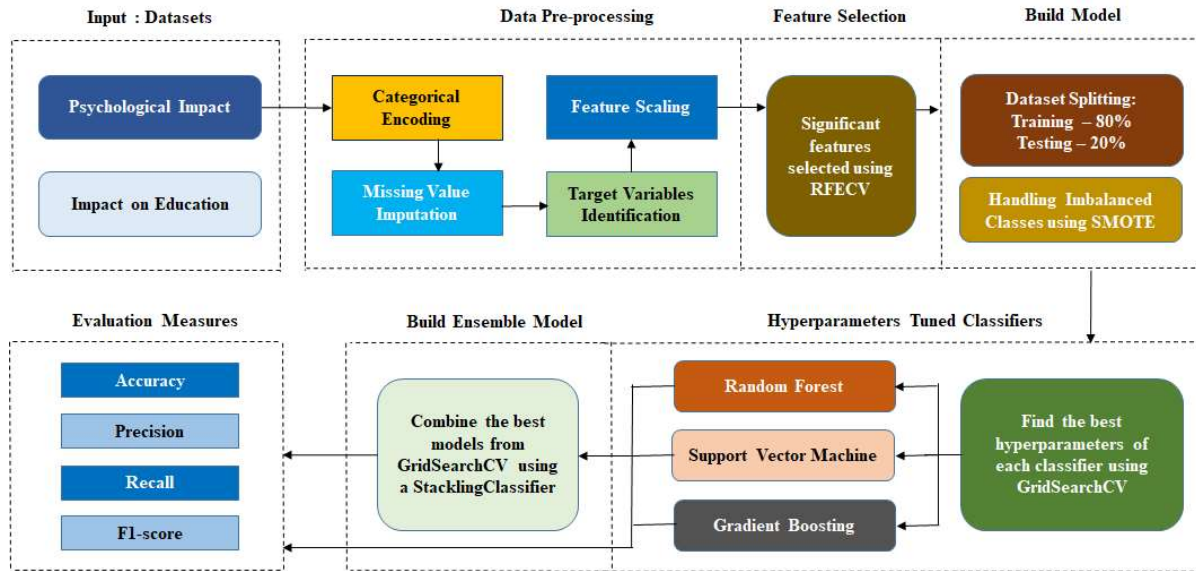 Input : Datasets
Psychological Impact
Impact on Education
Data Pre-processing
Categorical
Encoding
Missing Value
Imputation
Feature Scaling
Target Variables
Identification
Feature Selection
Significant
features
selected using
RFECV
Build Model
Dataset Splitting:
Training – 80%
Testing – 20%
Handling Imbalanced
Classes using SMOTE
Hyperparameters Tuned Classifiers
Find the best
hyperparameters of
each classifier using
GridSearchCV
Random Forest
Support Vector Machine
Gradient Boosting
Build Ensemble Model
Combine the best
models from
GridSearchCV using
a StacklingClassifier
Evaluation Measures
Accuracy
Precision
Recall
F1-score